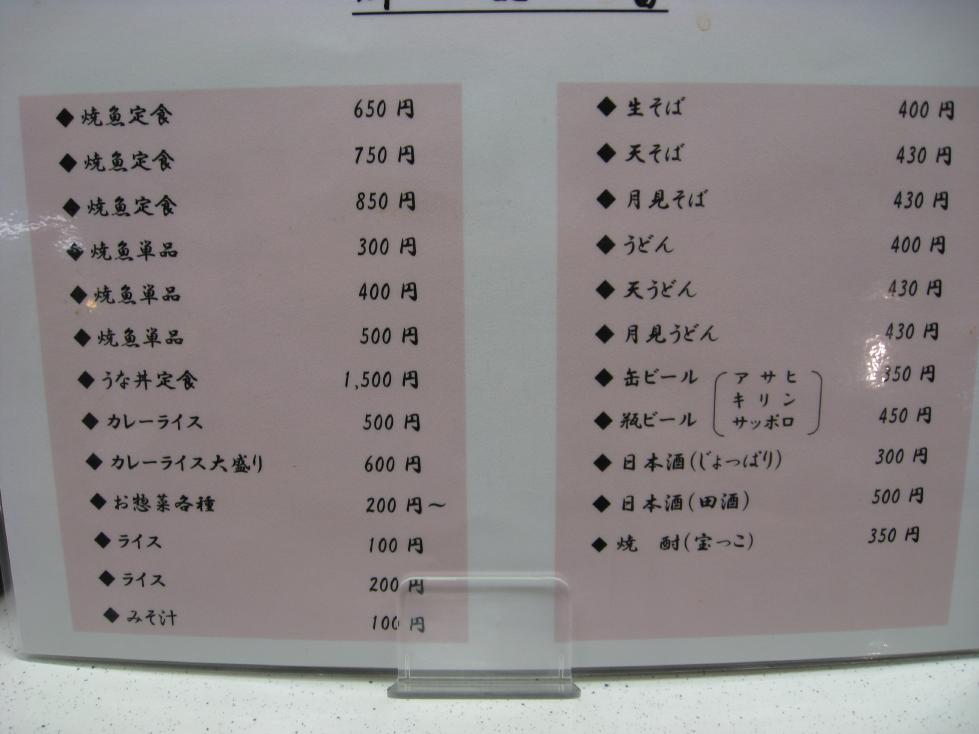 ◆焼魚定食 650円
◆焼魚定食 750円
◆焼魚定食 850円
◆焼魚単品 300円
◆焼魚単品 400円
◆焼魚単品 500円
◆うな丼定食 1,500円
◆カレーライス 500円
◆カレーライス大盛り 600円
◆お惣菜各種 200円～
◆ライス 100円
◆ライス 200円
◆みそ汁 100円
◆生そば 400円
◆天そば 430円
◆月見そば 430円
◆うどん 400円
◆天うどん 430円
◆月見うどん 430円
◆缶ビール アサヒ 350円
キリン
◆瓶ビール サッポロ 450円
◆日本酒(じょっぱり) 300円
◆日本酒(田酒) 500円
◆焼 酎(宝っこ) 350円